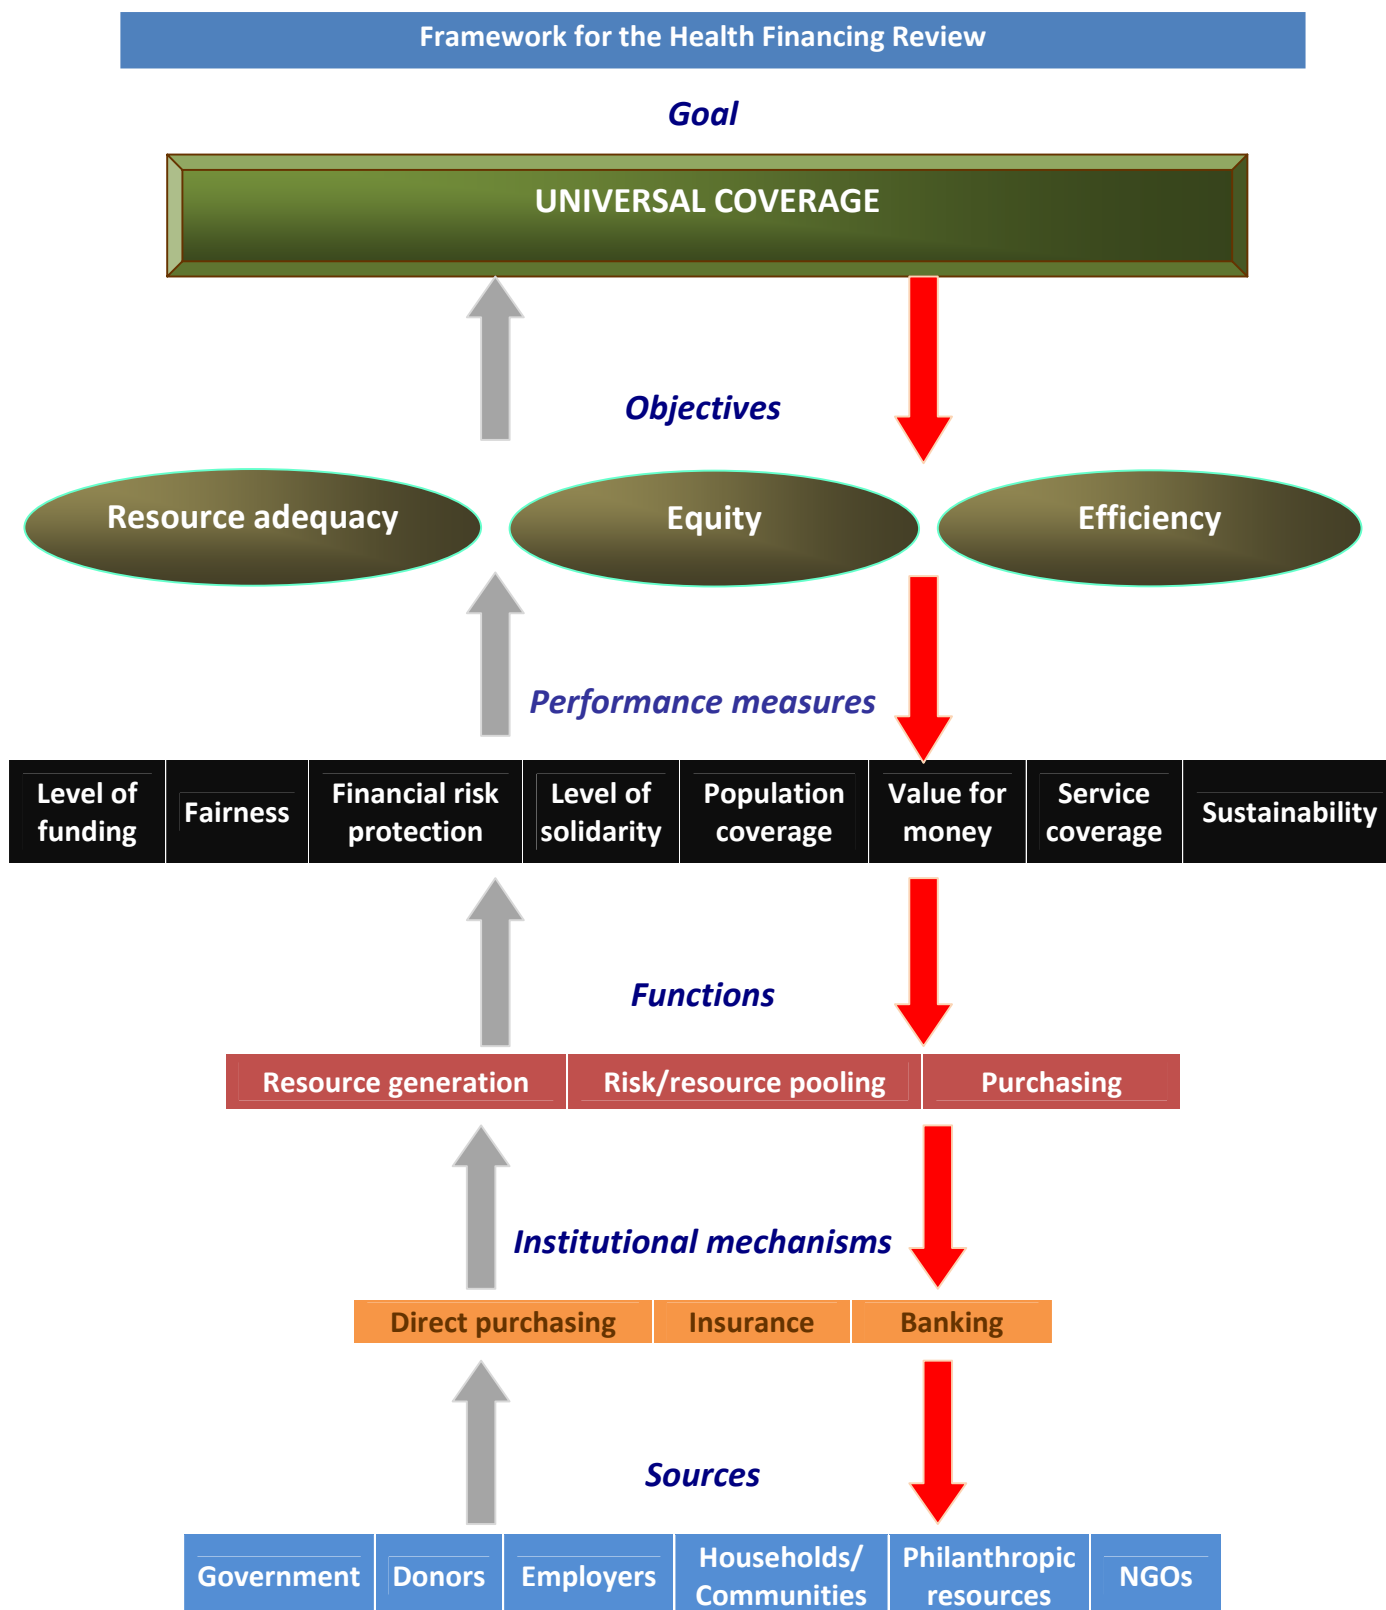 Framework for the Health Financing Review
Goal
UNIVERSAL COVERAGE
Objectives
Resource adequacy
Equity
Efficiency
Performance measures
Level of
funding
Fairness
Financial risk
protection
Level of
solidarity
Population
coverage
Value for
money
Service
coverage
Sustainability
Functions
Resource generation
Risk/resource pooling
Purchasing
Institutional mechanisms
Direct purchasing
Insurance
Banking
Sources
Government
Donors
Employers
Households/
Communities
Philanthropic
resources
NGOs